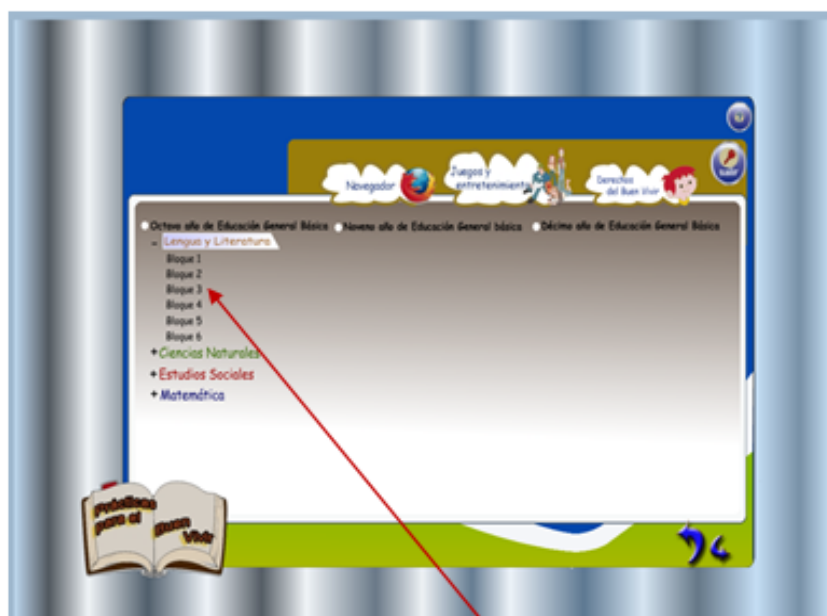 Salir
Navegador
Juegos y
entretenimiento
Derechos
del Buen Vivir
Octavo año de Educación General Básica
Noveno año de Educación General básica
Décimo año de Educación General Básica
- Lengua y Literatura
Bloque 1
Bloque 2
Bloque 3
Bloque 4
Bloque 5
Bloque 6
+Ciencias Naturales
+Estudios Sociales
+Matemática
Prácticas
para el
Buen
Vivir